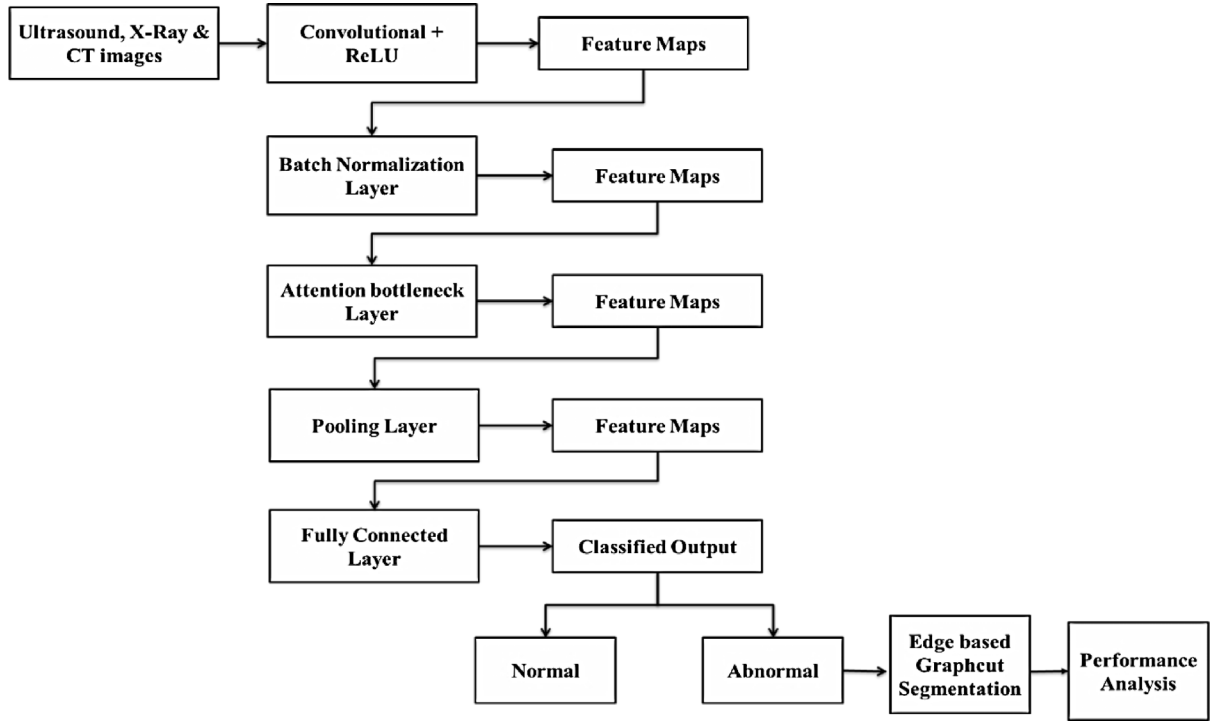 Ultrasound, X-Ray &
CT images
Convolutional +
ReLU
Feature Maps
Batch Normalization
Layer
Feature Maps
Attention bottleneck
Layer
Feature Maps
Pooling Layer
Feature Maps
Fully Connected
Layer
Classified Output
Normal
Abnormal
Edge based
Graphcut
Segmentation
Performance
Analysis